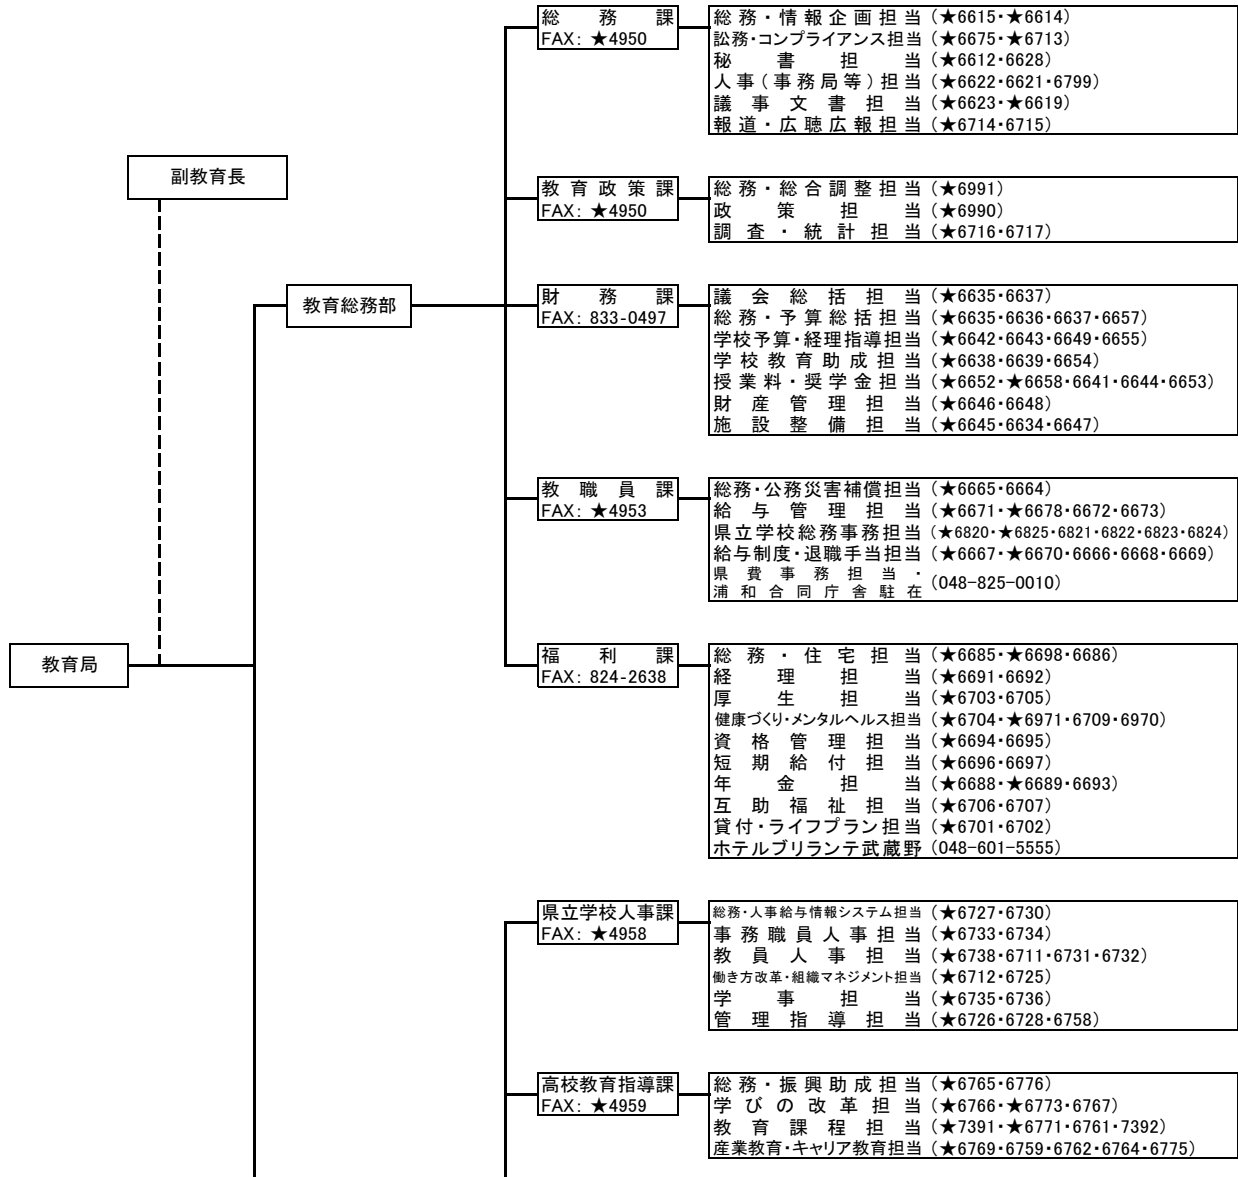 総務課
FAX: ★4950
総務・情報企画担当（★6615・★6614）
訟務・コンプライアンス担当（★6675・★6713）
秘書担当（★6612・6628）
人事（事務局等）担当（★6622・6621・6799）
議事文書担当（★6623・★6619）
報道・広聴広報担当（★6714・6715）
副教育長
教育政策課
FAX: ★4950
総務・総合調整担当（★6991）
政策担当（★6990）
調査・統計担当（★6716・6717）
教育総務部
財務課
FAX: 833-0497
議会総括担当（★6635・6637）
総務・予算総括担当（★6635・6636・6637・6657）
学校予算・経理指導担当（★6642・6643・6649・6655）
学校教育助成担当（★6638・6639・6654）
授業料・奨学金担当（★6652・★6658・6641・6644・6653）
財産管理担当（★6646・6648）
施設整備担当（★6645・6634・6647）
教職員課
FAX: ★4953
総務・公務災害補償担当（★6665・6664）
給与管理担当（★6671・★6678・6672・6673）
県立学校総務事務担当（★6820・★6825・6821・6822・6823・6824）
給与制度・退職手当担当（★6667・★6670・6666・6668・6669）
県費事務担当・
浦和合同庁舎駐在（048-825-0010）
教育局
福利課
FAX: 824-2638
総務・住宅担当（★6685・★6698・6686）
経理担当（★6691・6692）
厚生担当（★6703・6705）
健康づくり・メンタルヘルス担当（★6704・★6971・6709・6970）
資格管理担当（★6694・6695）
短期給付担当（★6696・6697）
年金担当（★6688・★6689・6693）
互助福祉担当（★6706・6707）
貸付・ライフプラン担当（★6701・6702）
ホテルブリランテ武蔵野（048-601-5555）
県立学校人事課
FAX: ★4958
総務・人事給与情報システム担当（★6727・6730）
事務職員人事担当（★6733・6734）
教員人事担当（★6738・6711・6731・6732）
働き方改革・組織マネジメント担当（★6712・6725）
学事担当（★6735・6736）
管理指導担当（★6726・6728・6758）
高校教育指導課
FAX: ★4959
総務・振興助成担当（★6765・6776）
学びの改革担当（★6766・★6773・6767）
教育課程担当（★7391・★6771・6761・7392）
産業教育・キャリア教育担当（★6769・6759・6762・6764・6775）